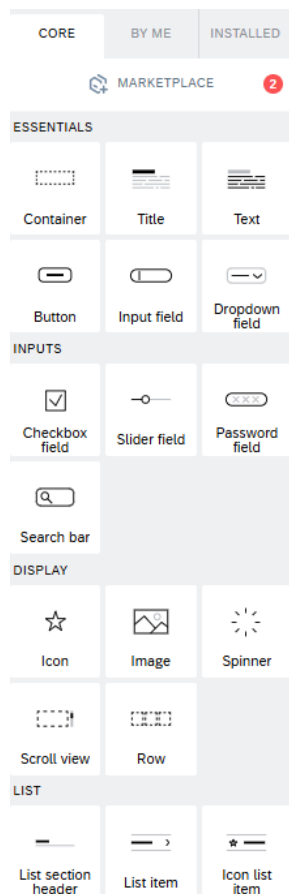 CORE BY ME INSTALLED
MARKETPLACE 2
ESSENTIALS
Container Title Text
Button Input field Dropdown
field
INPUTS
Checkbox
field Slider field Password
field
Search bar
DISPLAY
Icon Image Spinner
Scroll view Row
LIST
List section
header List item Icon list
item